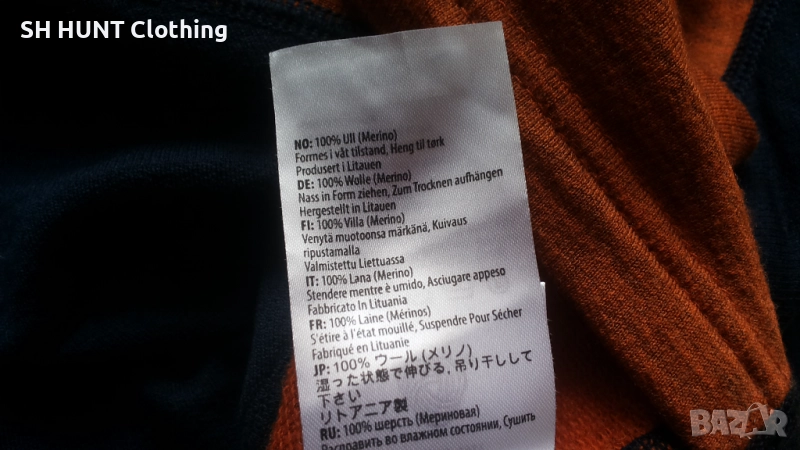 SH HUNT Clothing
NO: 100% Ull (Merino)
Formes i våt tilstand, Heng til tørk
Produsert i Litauen
DE: 100% Wolle (Merino)
Nass in Form ziehen, Zum Trocknen aufhängen
Hergestellt in Litauen
FI: 100% Villa (Merino)
Venytä muotoonsa märkänä, Kuivaus
ripustamalla
Valmistettu Liettuassa
IT: 100% Lana (Merino)
Stendere mentre è umido, Asciugare appeso
Fabbricato In Lituania
FR: 100% Laine (Mérinos)
S'étire à l'état mouillé, Suspendre Pour Sécher
Fabriqué en Lituanie
JP: 100% ウール (メリノ)
湿った状態で伸びる, 吊り干しして
下さい
リトアニア製
RU: 100% шерсть (Мериновая)
Расправить во влажном состоянии, Сушить
BAZAR